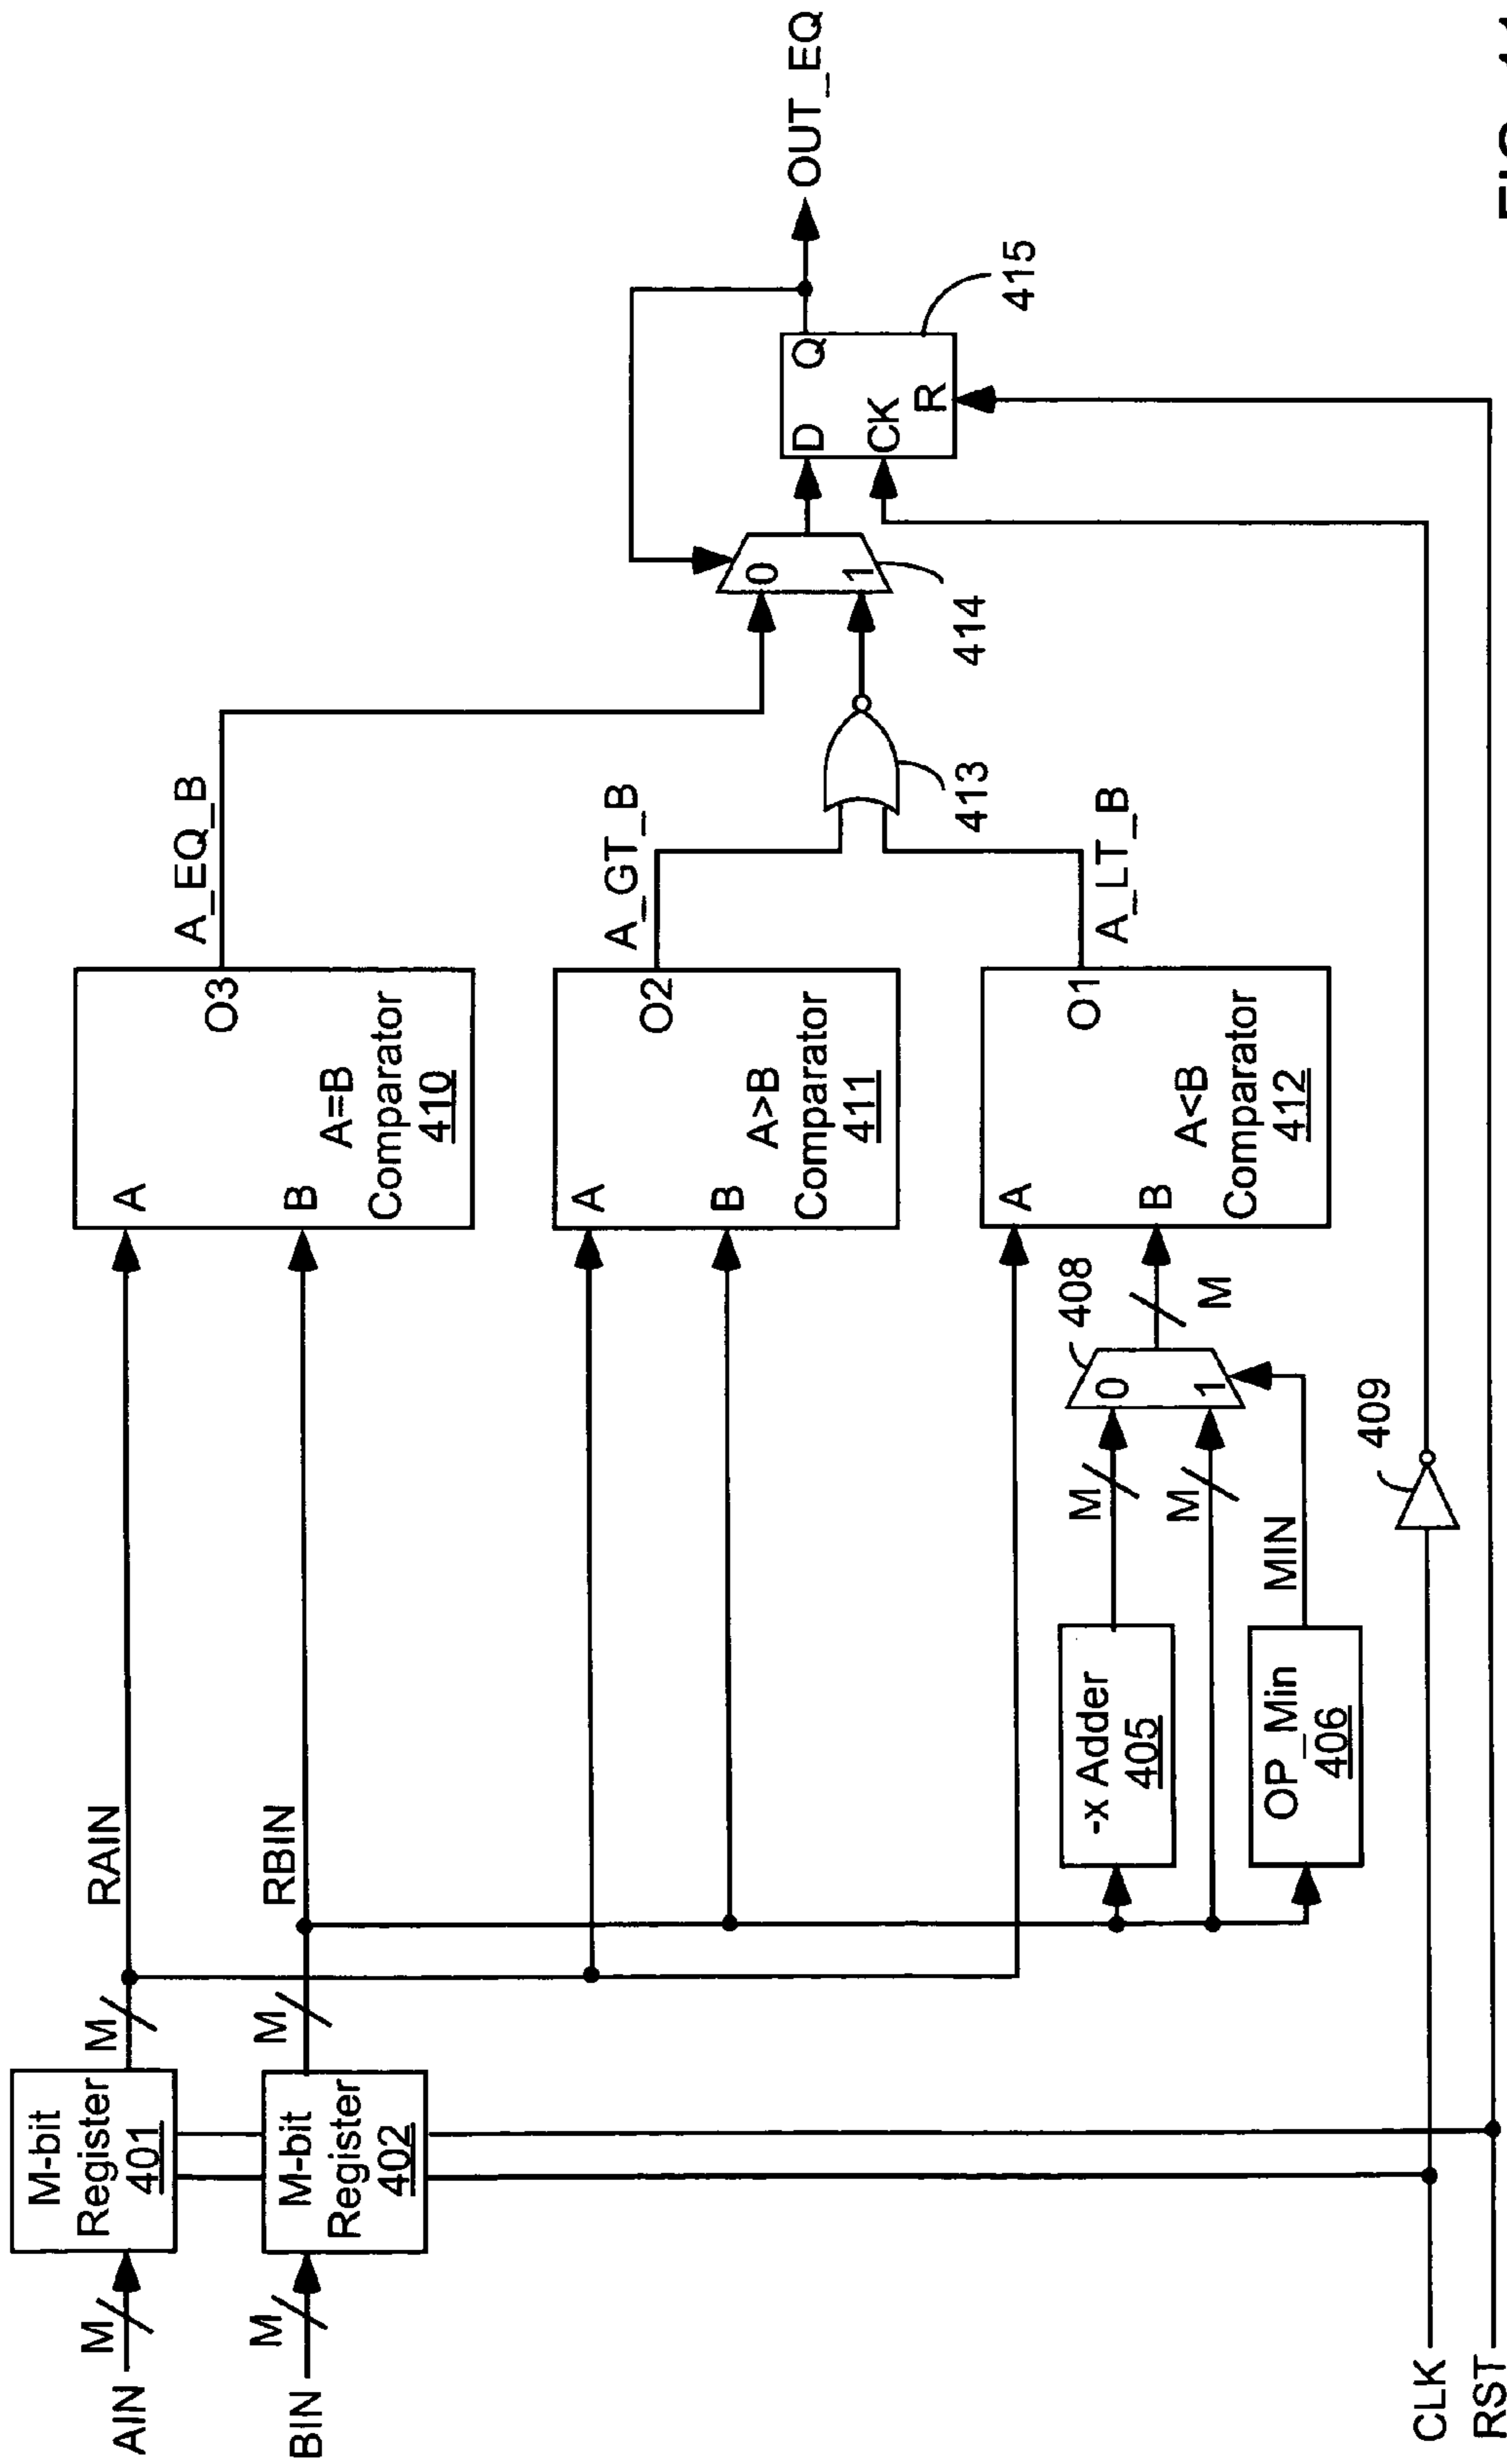 AIN
M
M-bit
Register
401
M
RAIN
A
B
O3
A=B
Comparator
410
A_EQ_B
BIN
M
M-bit
Register
402
M
RBIN
A
B
O2
A>B
Comparator
411
A_GT_B
-x Adder
405
M
M
OP_Min
406
MIN
0
1
408
M
A
B
O1
A<B
Comparator
412
A_LT_B
413
0
1
414
D
Q
CK
R
415
OUT_EQ
CLK
409
RST